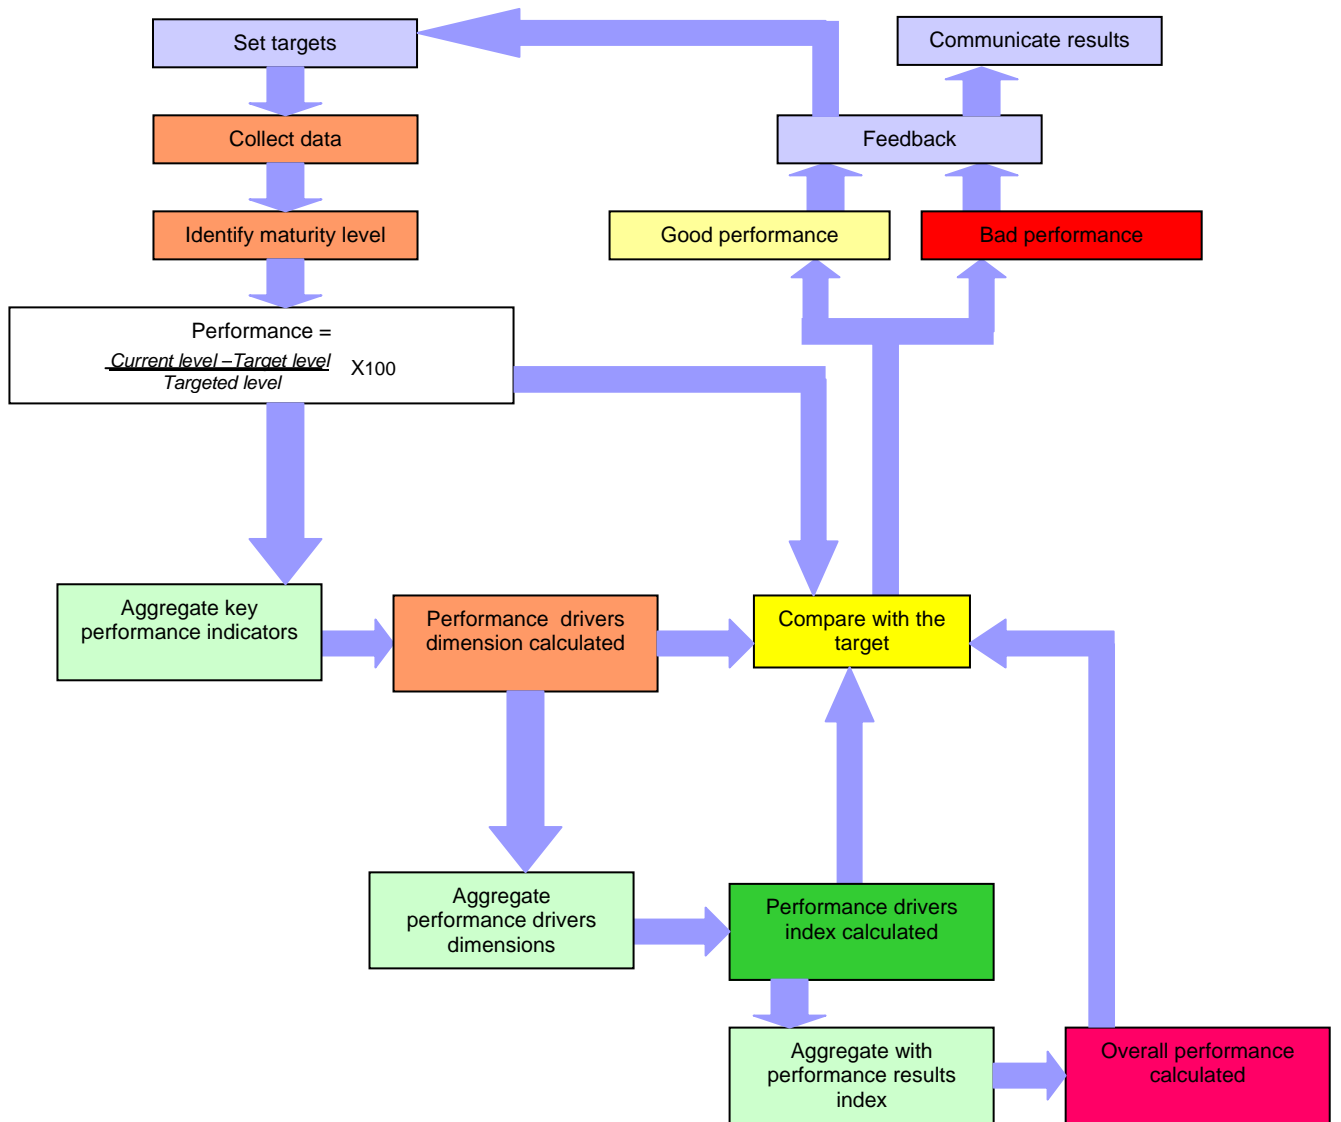 Set targets
Communicate results
Collect data
Feedback
Identify maturity level
Good performance
Bad performance
Performance =
Current level –Target level
Targeted level
X100
Aggregate key
performance indicators
Performance drivers
dimension calculated
Compare with the
target
Aggregate
performance drivers
dimensions
Performance drivers
index calculated
Aggregate with
performance results
index
Overall performance
calculated